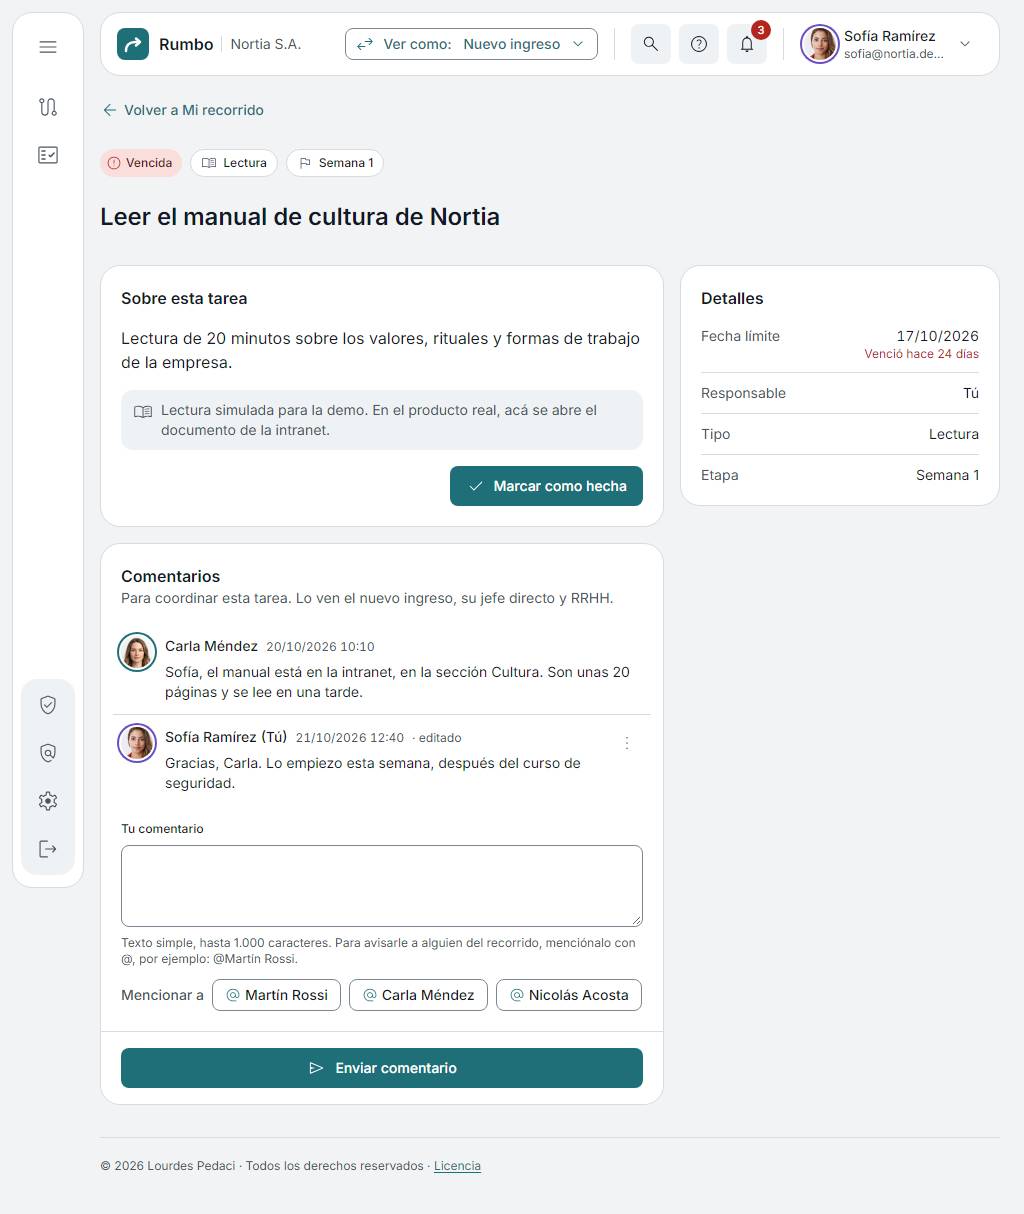 Rumbo
Nortia S.A.
Ver como: Nuevo ingreso
3
Sofía Ramírez
sofia@nortia.de...
Volver a Mi recorrido
Vencida
Lectura
Semana 1
Leer el manual de cultura de Nortia
Sobre esta tarea
Lectura de 20 minutos sobre los valores, rituales y formas de trabajo
de la empresa.
Lectura simulada para la demo. En el producto real, acá se abre el
documento de la intranet.
Marcar como hecha
Detalles
Fecha límite
17/10/2026
Venció hace 24 días
Responsable
Tú
Tipo
Lectura
Etapa
Semana 1
Comentarios
Para coordinar esta tarea. Lo ven el nuevo ingreso, su jefe directo y RRHH.
Carla Méndez 20/10/2026 10:10
Sofía, el manual está en la intranet, en la sección Cultura. Son unas 20
páginas y se lee en una tarde.
Sofía Ramírez (Tú) 21/10/2026 12:40 · editado
Gracias, Carla. Lo empiezo esta semana, después del curso de
seguridad.
Tu comentario
Texto simple, hasta 1.000 caracteres. Para avisarle a alguien del recorrido, menciónalo con
@, por ejemplo: @Martín Rossi.
Mencionar a
@ Martín Rossi
@ Carla Méndez
@ Nicolás Acosta
Enviar comentario
© 2026 Lourdes Pedaci · Todos los derechos reservados · Licencia